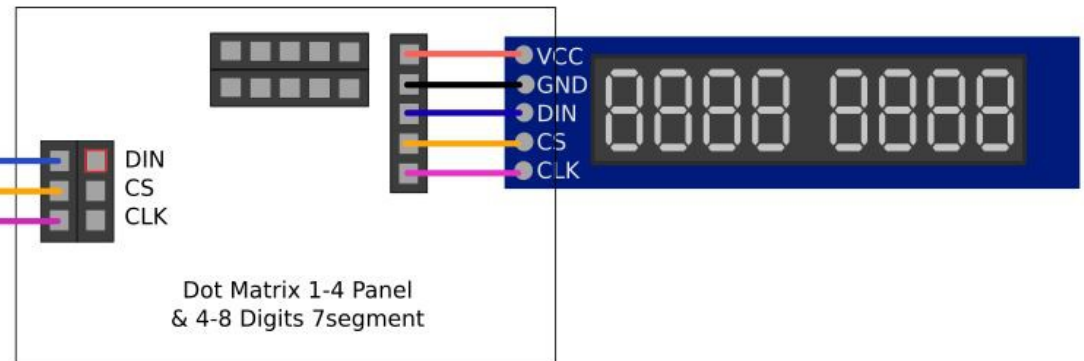 VCC
GND
DIN
CS
CLK
DIN
CS
CLK
Dot Matrix 1-4 Panel
& 4-8 Digits 7segment